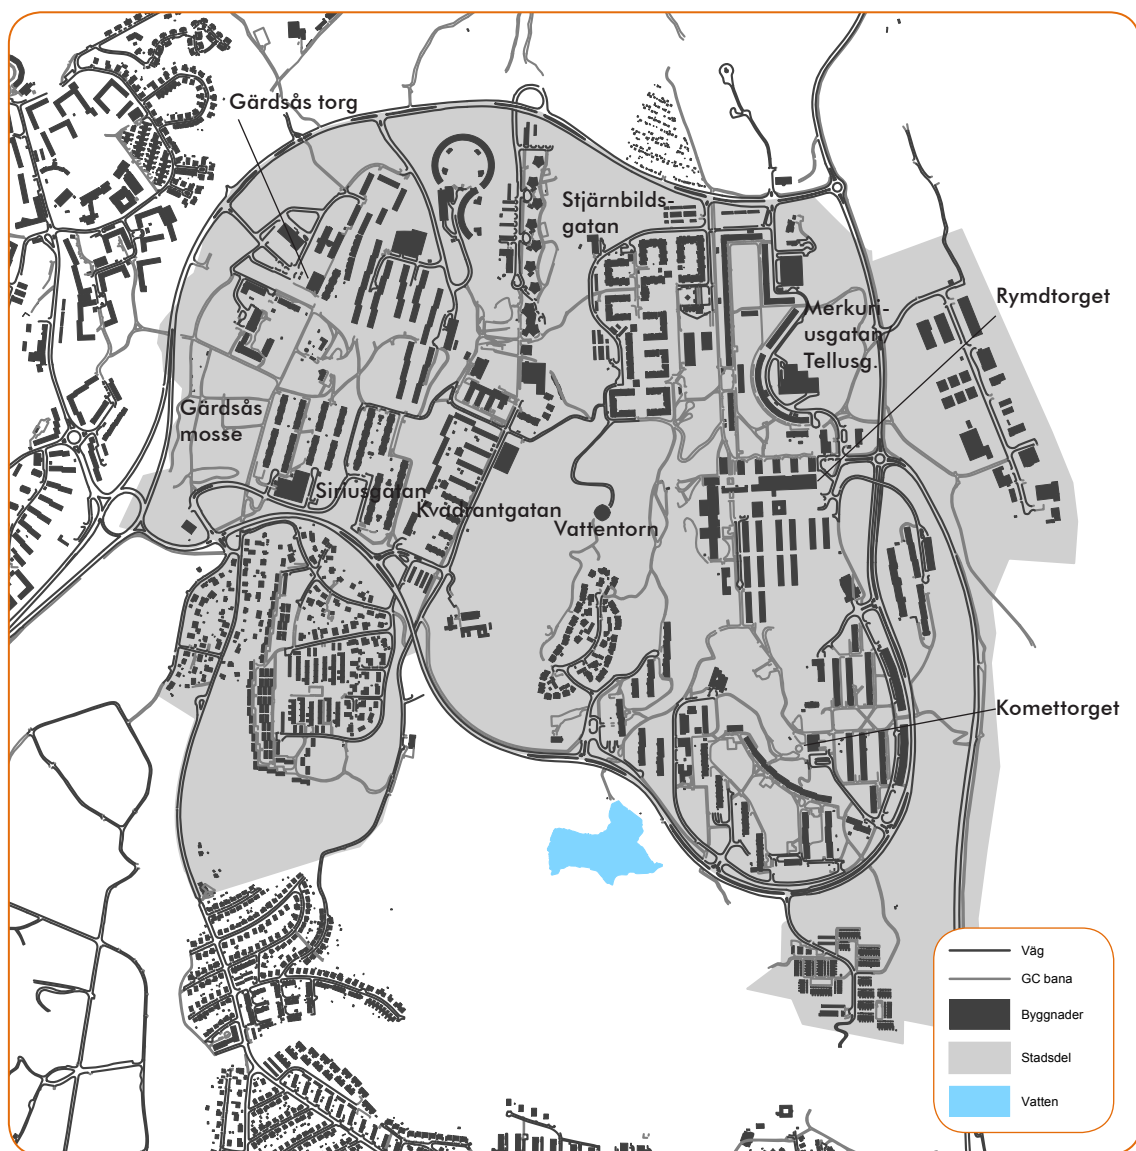 Gärdsås torg
Stjärnbilds-
gatan
Rymdtorget
Merkuri-
usgatan/
Tellusg.
Gärdsås
mosse
Siriusgatan
Kvadrantgatan
Vattentorn
Komettorget
Väg
GC bana
Byggnader
Stadsdel
Vatten